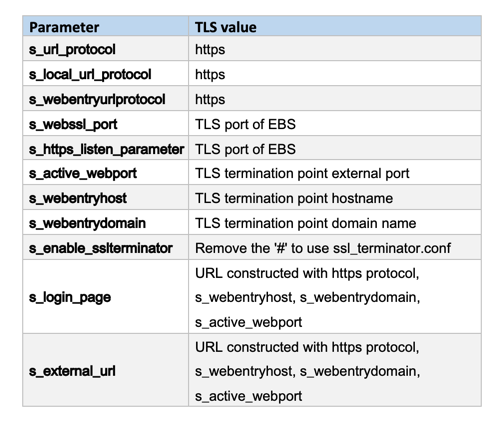 Parameter TLS value
s_url_protocol https
s_local_url_protocol https
s_webentryurlprotocol https
s_webssl_port TLS port of EBS
s_https_listen_parameter TLS port of EBS
s_active_webport TLS termination point external port
s_webentryhost TLS termination point hostname
s_webentrydomain TLS termination point domain name
s_enable_sslterminator Remove the '#' to use ssl_terminator.conf
s_login_page URL constructed with https protocol,
s_webentryhost, s_webentrydomain,
s_active_webport
s_external_url URL constructed with https protocol,
s_webentryhost, s_webentrydomain,
s_active_webport